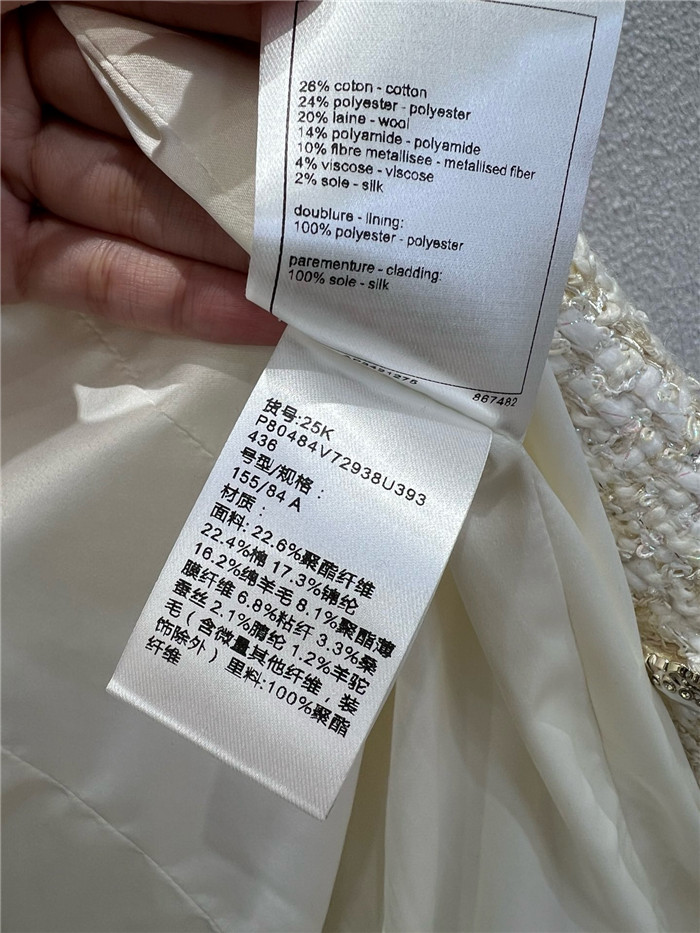 26% coton - cotton
24% polyester - polyester
20% laine - wool
14% polyamide - polyamide
10% fibre metallisee - metallised fiber
4% viscose - viscose
2% sole - silk
doublure - lining:
100% polyester - polyester
parementure - cladding:
100% sole - silk
867482
货号:25K
P80484V72938U393
436
号型/规格：
155/84 A
材质：
面料: 22.6%聚酯纤维
22.4%棉 17.3%锦纶
16.2%绵羊毛 8.1%聚酯薄
膜纤维 6.8%粘纤 3.3%桑
蚕丝 2.1%腈纶 1.2%羊驼
毛（含微量其他纤维，装
饰除外）里料:100%聚酯
纤维